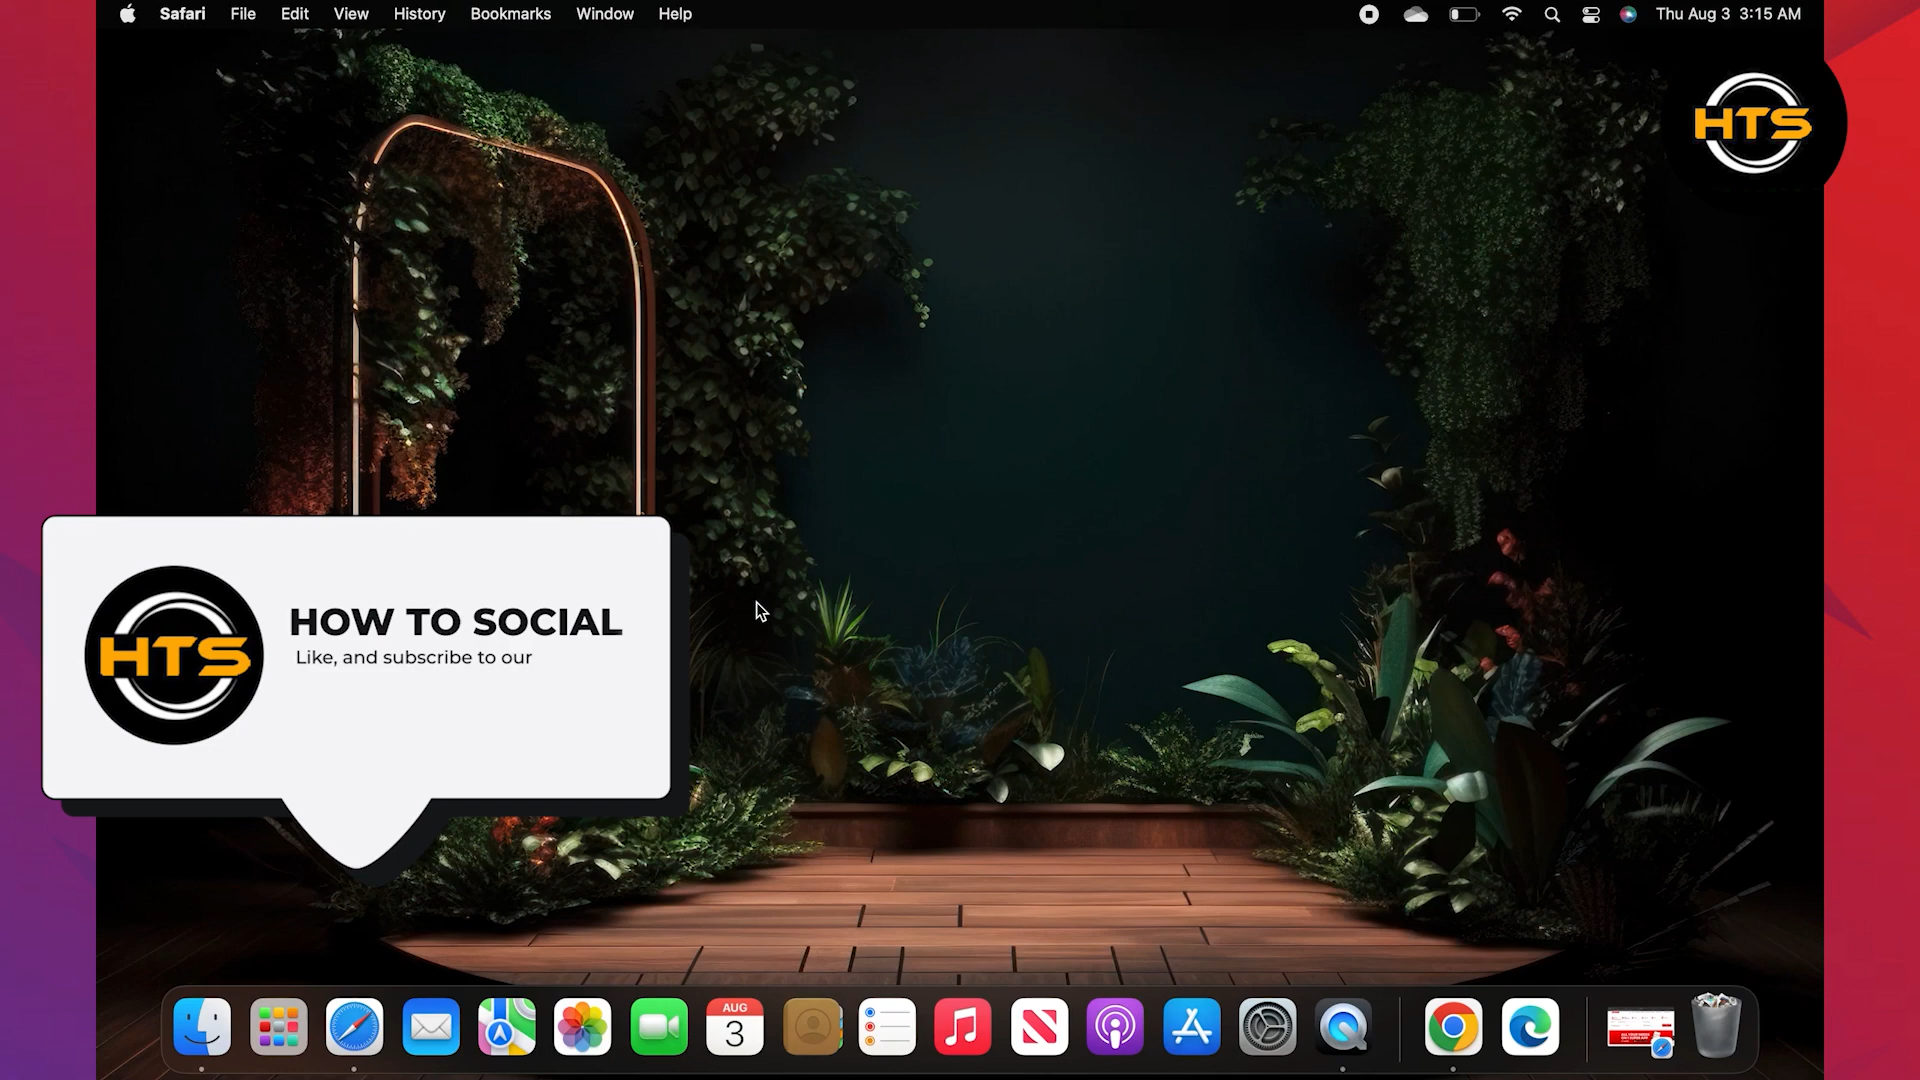 Safari File Edit View History Bookmarks Window Help Thu Aug 3 3:15 AM
HTS
HTS
HOW TO SOCIAL
Like, and subscribe to our
AUG
3